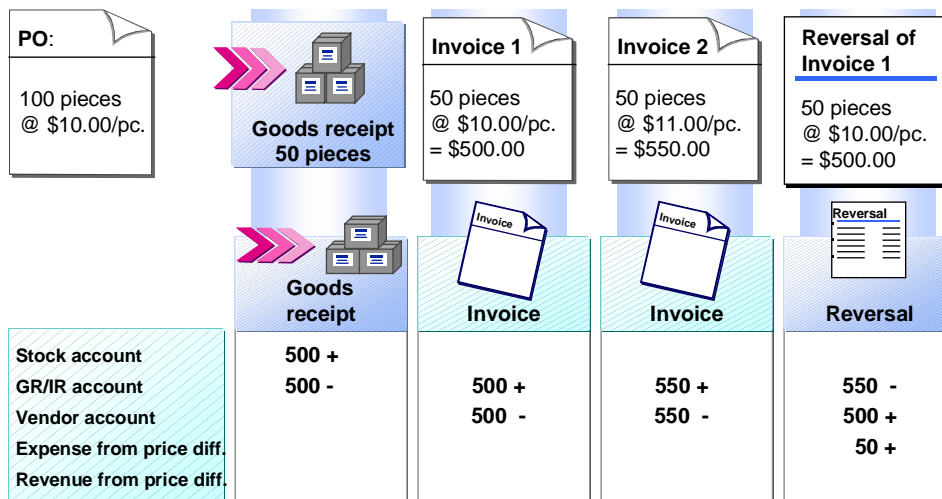 PO:
100 pieces
@ $10.00/pc.
Goods receipt
50 pieces
Invoice 1
50 pieces
@ $10.00/pc.
= $500.00
Invoice 2
50 pieces
@ $11.00/pc.
= $550.00
Reversal of
Invoice 1
50 pieces
@ $10.00/pc.
= $500.00
Goods
receipt
Invoice
Invoice
Invoice
Invoice
Reversal
Reversal
Stock account 500 +
GR/IR account 500 - 500 + 550 + 550 -
Vendor account 500 - 550 - 500 +
Expense from price diff. 50 +
Revenue from price diff.